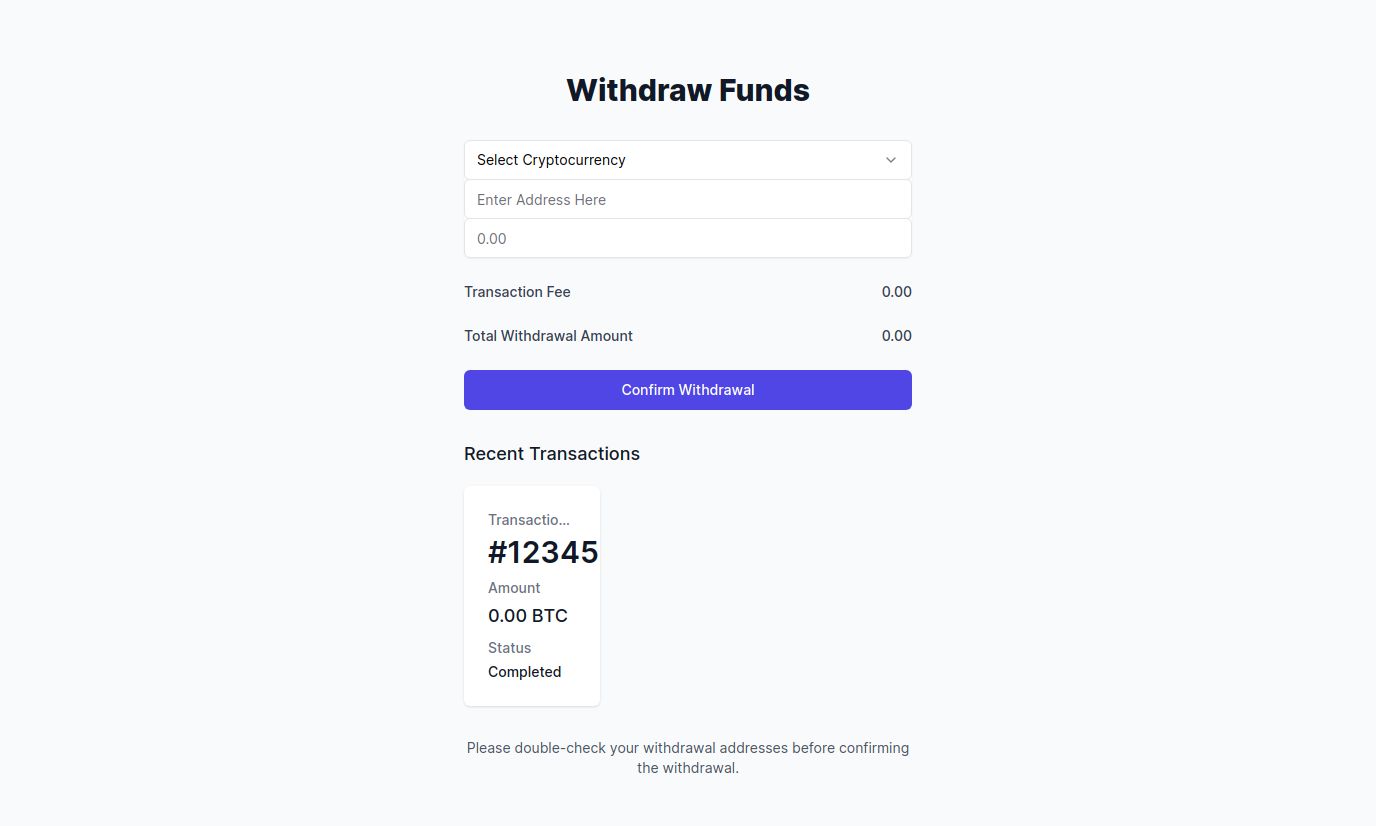 Withdraw Funds
Select Cryptocurrency
Enter Address Here
0.00
Transaction Fee 0.00
Total Withdrawal Amount 0.00
Confirm Withdrawal
Recent Transactions
Transactio...
#12345
Amount
0.00 BTC
Status
Completed
Please double-check your withdrawal addresses before confirming
the withdrawal.